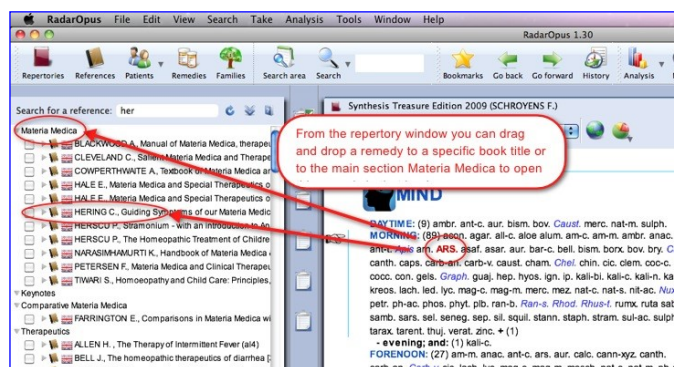 RadarOpus File Edit View Search Take Analysis Tools Window Help
RadarOpus 1.30
Repertories References Patients Remedies Families Search area Search Bookmarks Go back Go forward History Analysis
Search for a reference: her
Synthesis Treasure Edition 2009 (SCHROYENS F.)
Materia Medica
BLACKWOOD A., Manual of Materia Medica, therapeu
CLEVELAND C., Salient Materia Medica and Therape
COWPERTHWAITE A., Textbook of Materia Medica an
HALE E., Materia Medica and Special Therapeutics o
HALE E., Materia Medica and Special Therapeutics o
HERING C., Guiding Symptoms of our Materia Medic
HERSCU P., Stramonium - with an Introduction to An
HERSCU P., The Homeopathic Treatment of Childre
NARASIMHAMURTI K., Handbook of Materia Medica
PETERSEN F., Materia Medica and Clinical Therapeu
TIWARI S., Homoeopathy and Child Care: Principles,
Keynotes
Comparative Materia Medica
FARRINGTON E., Comparisons in Materia Medica wi
Therapeutics
ALLEN H., The Therapy of Intermittent Fever (al4)
BELL J., The homeopathic therapeutics of diarrhea [
From the repertory window you can drag
and drop a remedy to a specific book title or
to the main section Materia Medica to open
MIND
DAYTIME: (9) ambr. ant-c. aur. bism. bov. Caust. merc. nat-m. sulph.
MORNING: (89) acon. agar. all-c. aloe alum. am-c. am-m. ambr. anac.
ant-c. Apis arn. ARS. asaf. asar. aur. bar-c. bell. bism. borx. bov. bry. C
canth. caps. carb-an. carb-v. caust. cham. Chel. chin. cic. clem. coc-c.
cocc. con. gels. Graph. guaj. hep. hyos. ign. ip. kali-bi. kali-c. kali-n. ka
kreos. lach. led. lyc. mag-c. mag-m. merc. mez. nat-c. nat-s. nit-ac. Nux
petr. ph-ac. phos. phyt. plb. ran-b. Ran-s. Rhod. Rhus-t. rumx. ruta sab
samb. sars. sel. seneg. sep. sil. squil. stann. staph. stram. sul-ac. sulph
tarax. tarent. thuj. verat. zinc. + (1)
- evening; and: (1) kali-c.
FORENOON: (27) am-m. anac. ant-c. ars. aur. calc. cann-xyz. canth.